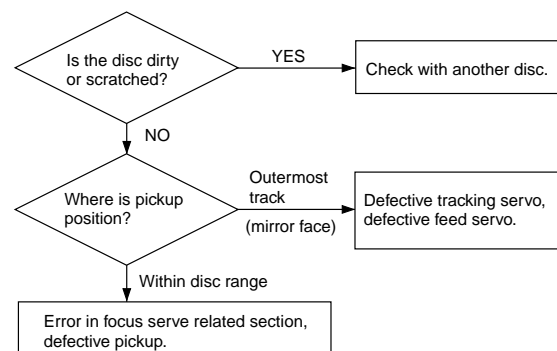 Is the disc dirty
or scratched?
YES
Check with another disc.
NO
Where is pickup
position?
Outermost
track
(mirror face)
Defective tracking servo,
defective feed servo.
Within disc range
Error in focus serve related section,
defective pickup.